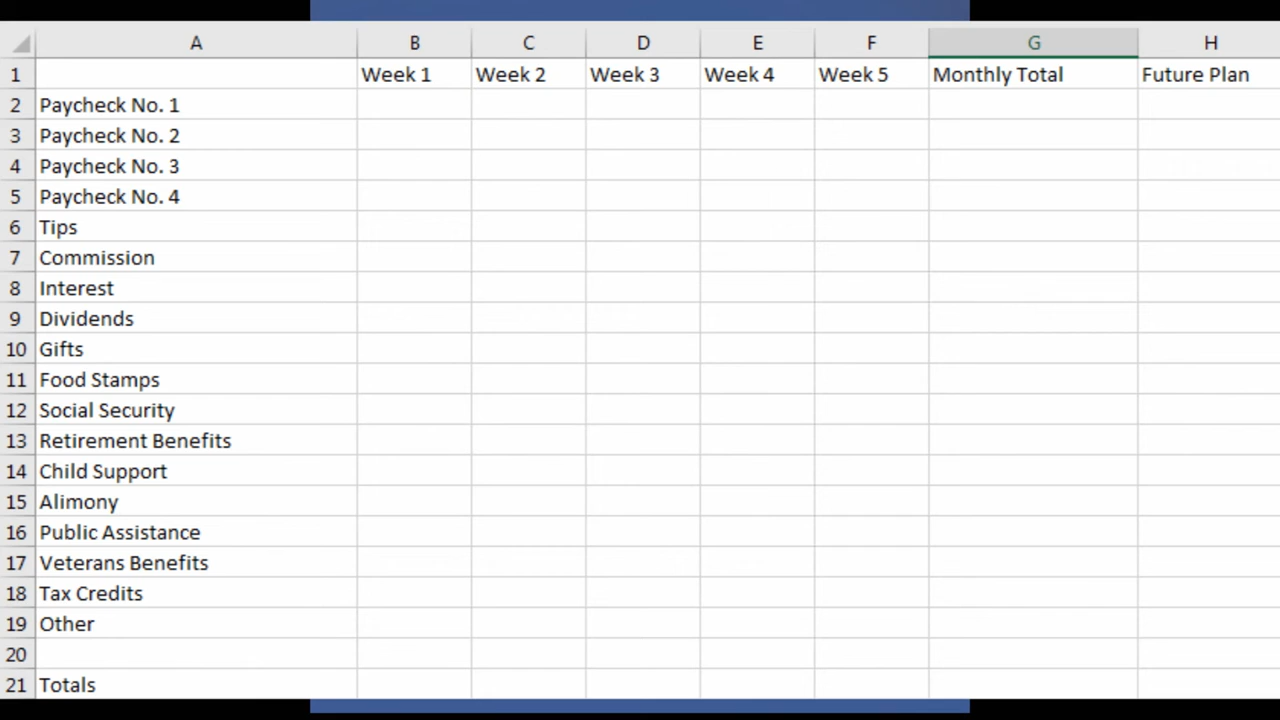 A B C D E F G H
1 Week 1 Week 2 Week 3 Week 4 Week 5 Monthly Total Future Plan
2 Paycheck No. 1
3 Paycheck No. 2
4 Paycheck No. 3
5 Paycheck No. 4
6 Tips
7 Commission
8 Interest
9 Dividends
10 Gifts
11 Food Stamps
12 Social Security
13 Retirement Benefits
14 Child Support
15 Alimony
16 Public Assistance
17 Veterans Benefits
18 Tax Credits
19 Other
20
21 Totals